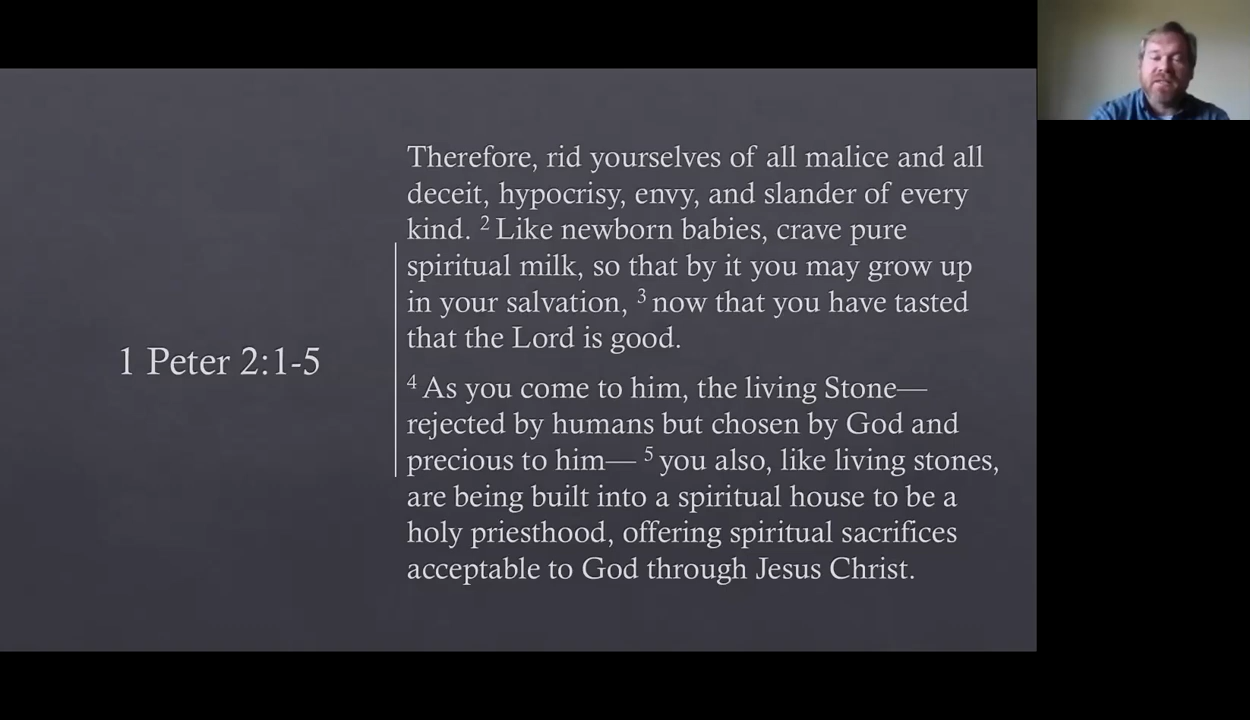 1 Peter 2:1-5
Therefore, rid yourselves of all malice and all
deceit, hypocrisy, envy, and slander of every
kind. 2 Like newborn babies, crave pure
spiritual milk, so that by it you may grow up
in your salvation, 3 now that you have tasted
that the Lord is good.
4 As you come to him, the living Stone—
rejected by humans but chosen by God and
precious to him— 5 you also, like living stones,
are being built into a spiritual house to be a
holy priesthood, offering spiritual sacrifices
acceptable to God through Jesus Christ.